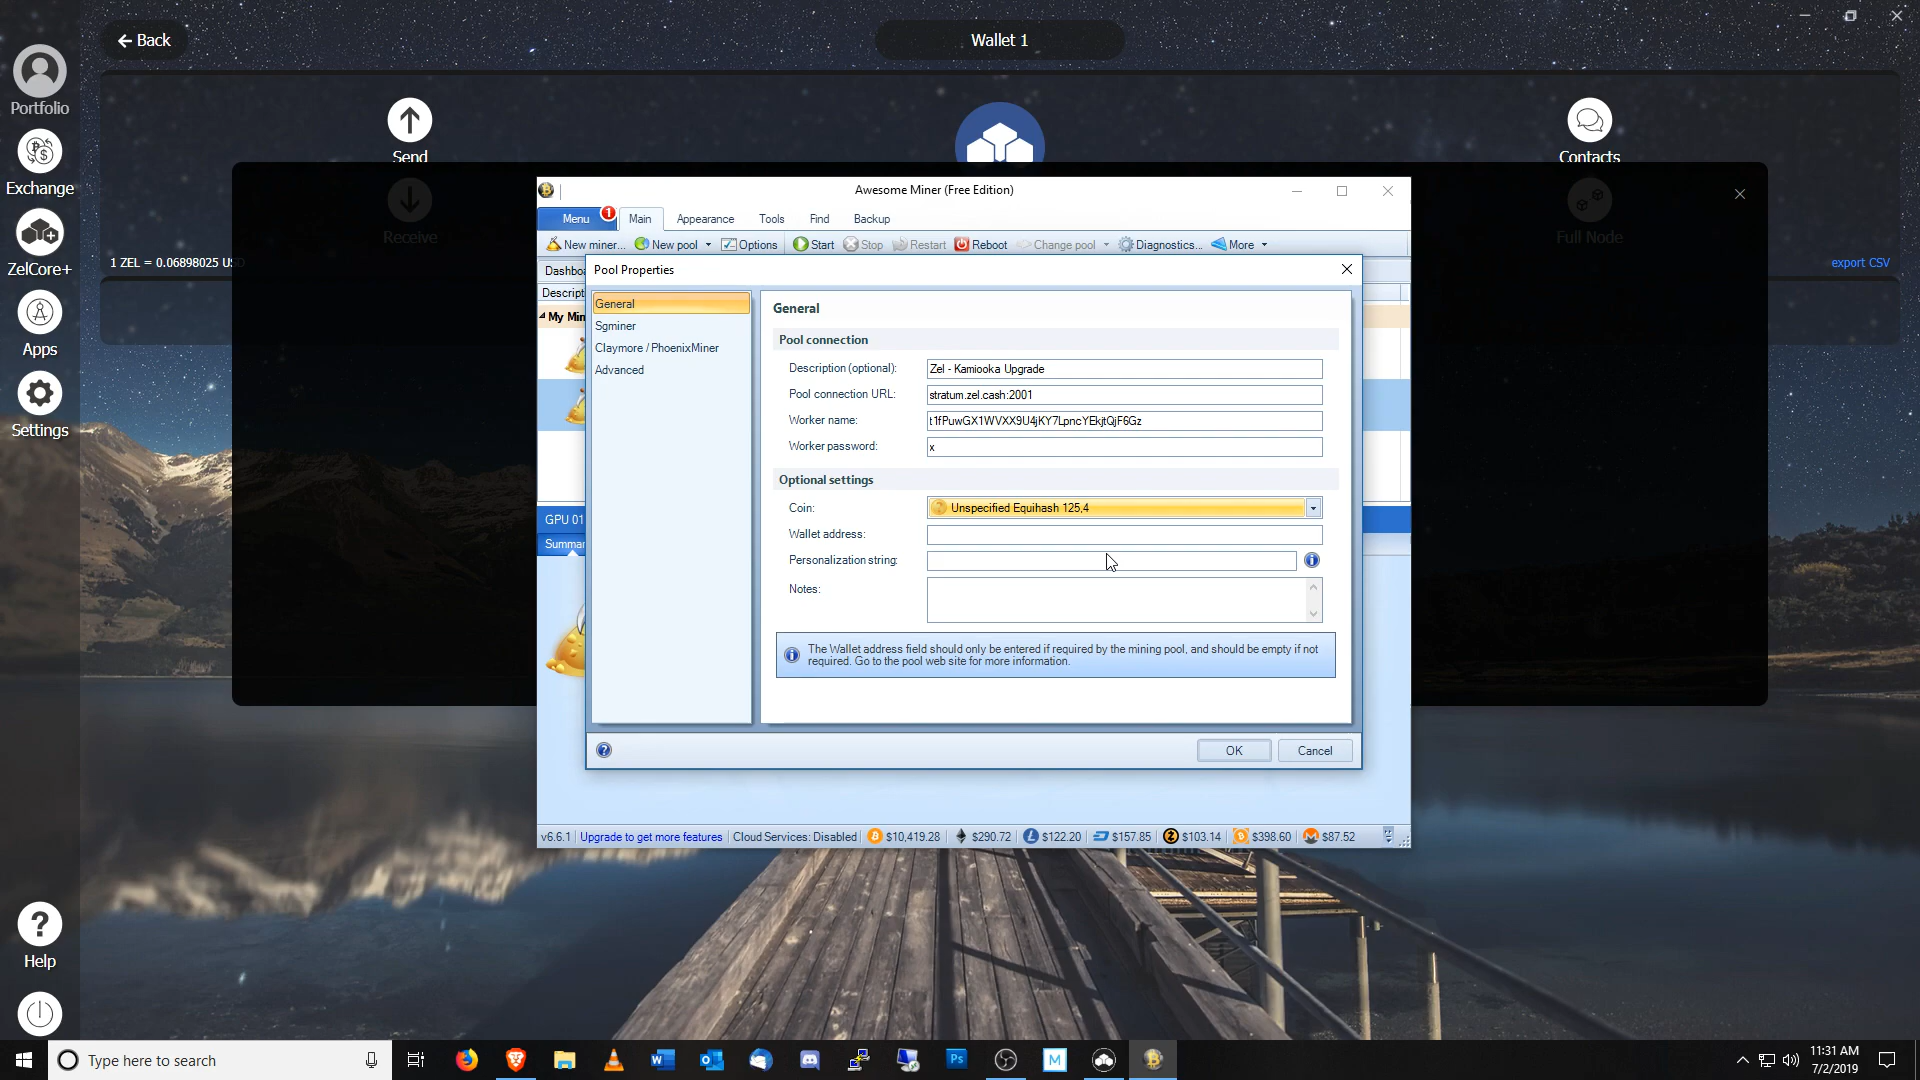 Back
Wallet 1
Portfolio
Exchange
ZelCore+
Apps
Settings
Help
Send
Receive
Contacts
Full Node
1 ZEL = 0.06898025 U
export CSV
Awesome Miner (Free Edition)
Menu 1 Main Appearance Tools Find Backup
New miner... New pool Options Start Stop Restart Reboot Change pool Diagnostics... More
Dashbo
Descript
My Min
GPU 01
Summar
Pool Properties
General
Sgminer
Claymore / PhoenixMiner
Advanced
General
Pool connection
Description (optional): Zel - Kamiooka Upgrade
Pool connection URL: stratum.zel.cash:2001
Worker name: t1fPuwGX1WVXX9U4jKY7LpncYEkjtQjF6Gz
Worker password: x
Optional settings
Coin: Unspecified Equihash 125,4
Wallet address:
Personalization string:
Notes:
The Wallet address field should only be entered if required by the mining pool, and should be empty if not
required. Go to the pool web site for more information.
OK Cancel
v6.6.1 Upgrade to get more features Cloud Services: Disabled $10,419.28 $290.72 $122.20 $157.85 $103.14 $398.60 $87.52
Type here to search
Ps
M
11:31 AM
7/2/2019